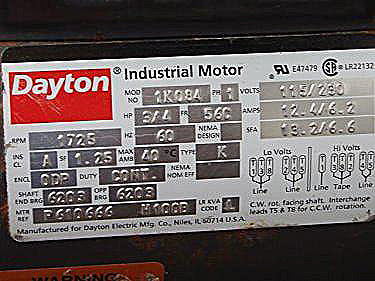 Dayton® Industrial Motor
E47479 LR22132
MOD NO 1K084 PH 1 VOLTS 115/230
HP 3/4 FR 56C AMPS 12.4/6.2
RPM 1725 HZ 60 NEMA DESIGN SFA 13.2/6.6
INS CL A SF 1.25 MAX AMB 40°C TYPE K
ENCL ODP DUTY CONT.
SHAFT END BRG 6203 OPP END BRG 6203
MTR REF P610666 M100B LR KVA
Manufactured for Dayton Electric Mfg. Co., Niles, IL 60714 U.S.A.
Lo Volts Hi Volts
Line Line Line Tape Line
C.W. rot. facing shaft. Interchange
leads T5 & T8 for C.C.W. rotation.
WARNING